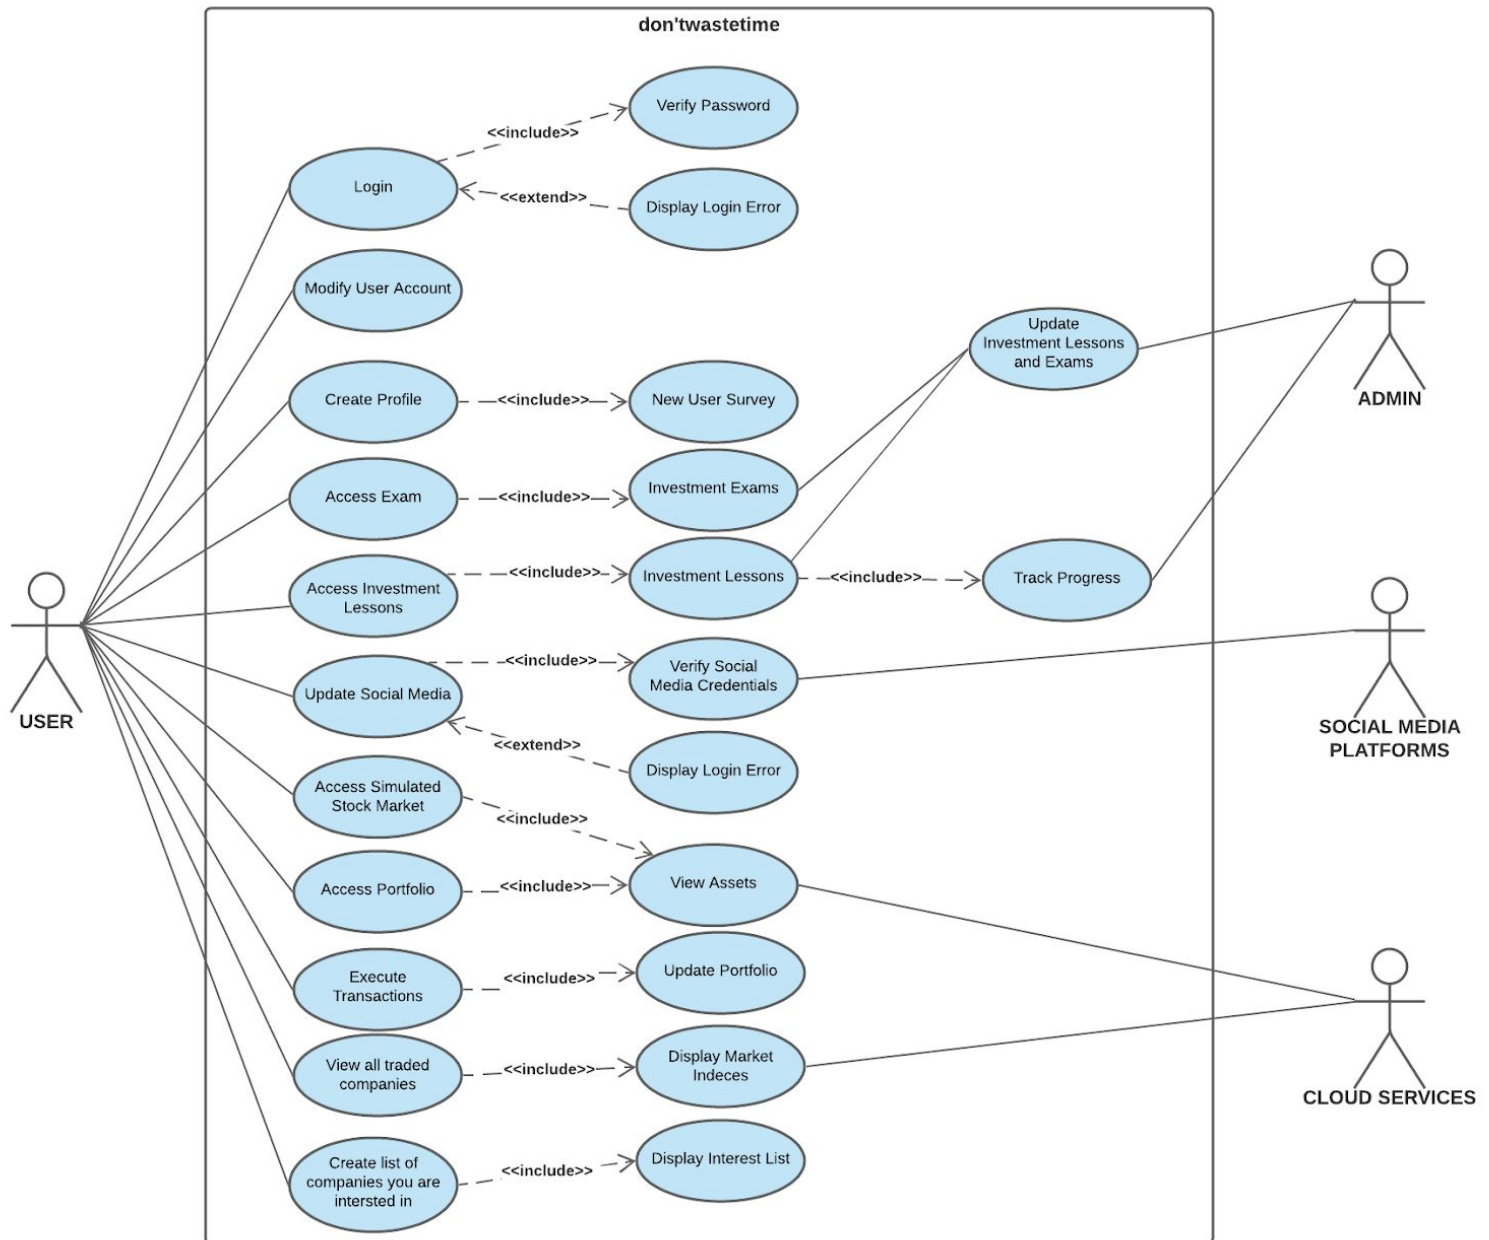 don'twastetime
Verify Password
<<include>>
Login
<<extend>>
Display Login Error
Modify User Account
Update
Investment Lessons
and Exams
ADMIN
Create Profile
<<include>>
New User Survey
Access Exam
<<include>>
Investment Exams
Access Investment
Lessons
<<include>>
Investment Lessons
<<include>>
Track Progress
USER
Update Social Media
<<include>>
Verify Social
Media Credentials
SOCIAL MEDIA
PLATFORMS
<<extend>>
Display Login Error
Access Simulated
Stock Market
<<include>>
Access Portfolio
<<include>>
View Assets
Execute
Transactions
<<include>>
Update Portfolio
View all traded
companies
<<include>>
Display Market
Indeces
CLOUD SERVICES
Create list of
companies you are
intersted in
<<include>>
Display Interest List